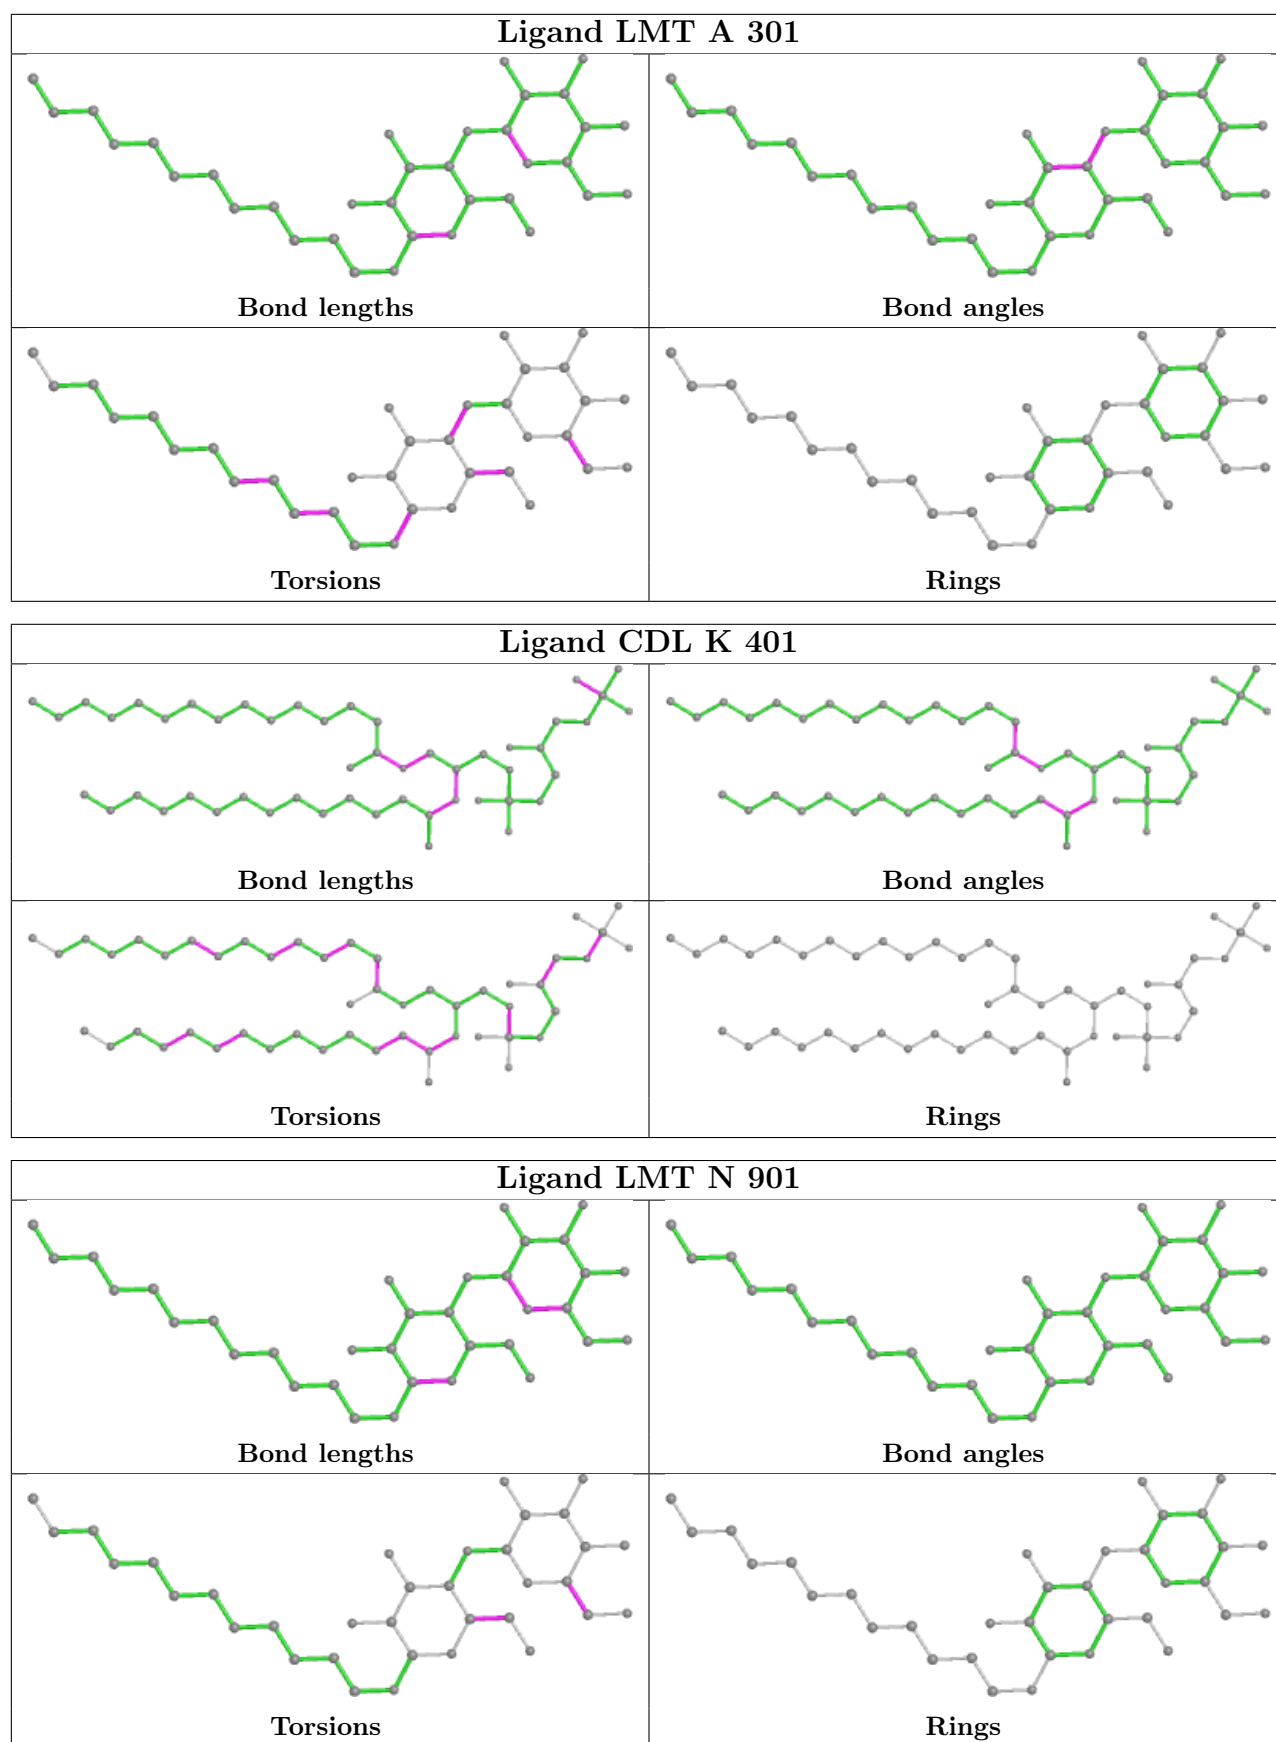 Ligand LMT A 301
Bond lengths
Bond angles
Torsions
Rings
Ligand CDL K 401
Bond lengths
Bond angles
Torsions
Rings
Ligand LMT N 901
Bond lengths
Bond angles
Torsions
Rings